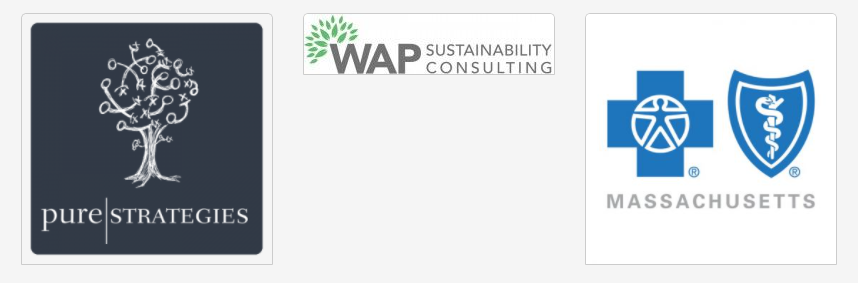 pure|STRATEGIES
WAP SUSTAINABILITY
CONSULTING
® ®
MASSACHUSETTS